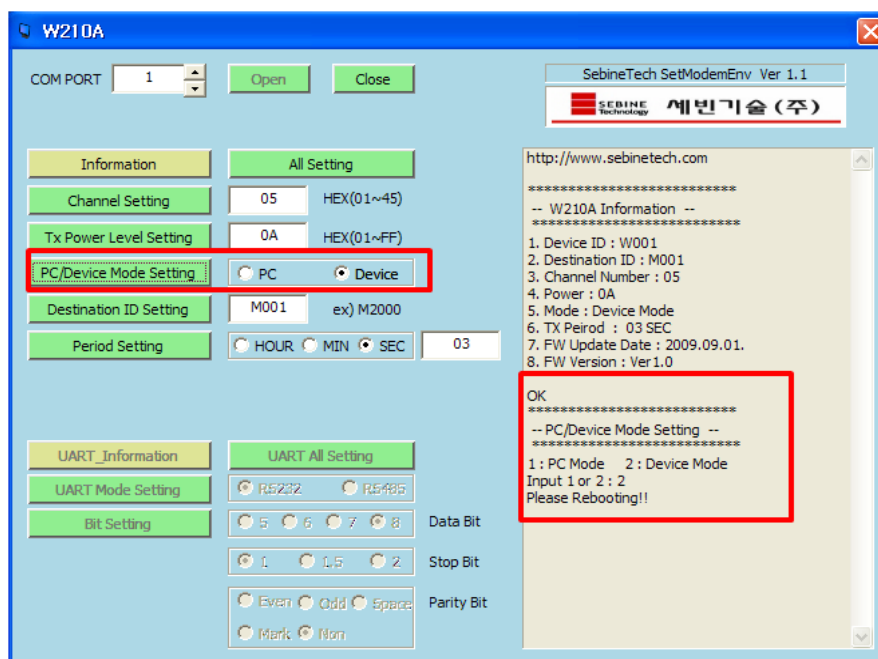 W210A
COM PORT 1 Open Close
SebineTech SetModemEnv Ver 1.1
SEBINE Technology 세빈기술(주)
Information All Setting
Channel Setting 05 HEX(01~45)
Tx Power Level Setting 0A HEX(01~FF)
PC/Device Mode Setting PC Device
Destination ID Setting M001 ex) M2000
Period Setting HOUR MIN SEC 03
UART_Information UART All Setting
UART Mode Setting RS232 RS485
Bit Setting 5 6 7 8 Data Bit
1 1.5 2 Stop Bit
Even Odd Space Parity Bit
Mark Non
http://www.sebinetech.com
***************************
-- W210A Information --
***************************
1. Device ID : W001
2. Destination ID : M001
3. Channel Number : 05
4. Power : 0A
5. Mode : Device Mode
6. TX Peirod : 03 SEC
7. FW Update Date : 2009.09.01.
8. FW Version : Ver1.0
OK
***************************
-- PC/Device Mode Setting --
***************************
1 : PC Mode 2 : Device Mode
Input 1 or 2 : 2
Please Rebooting!!